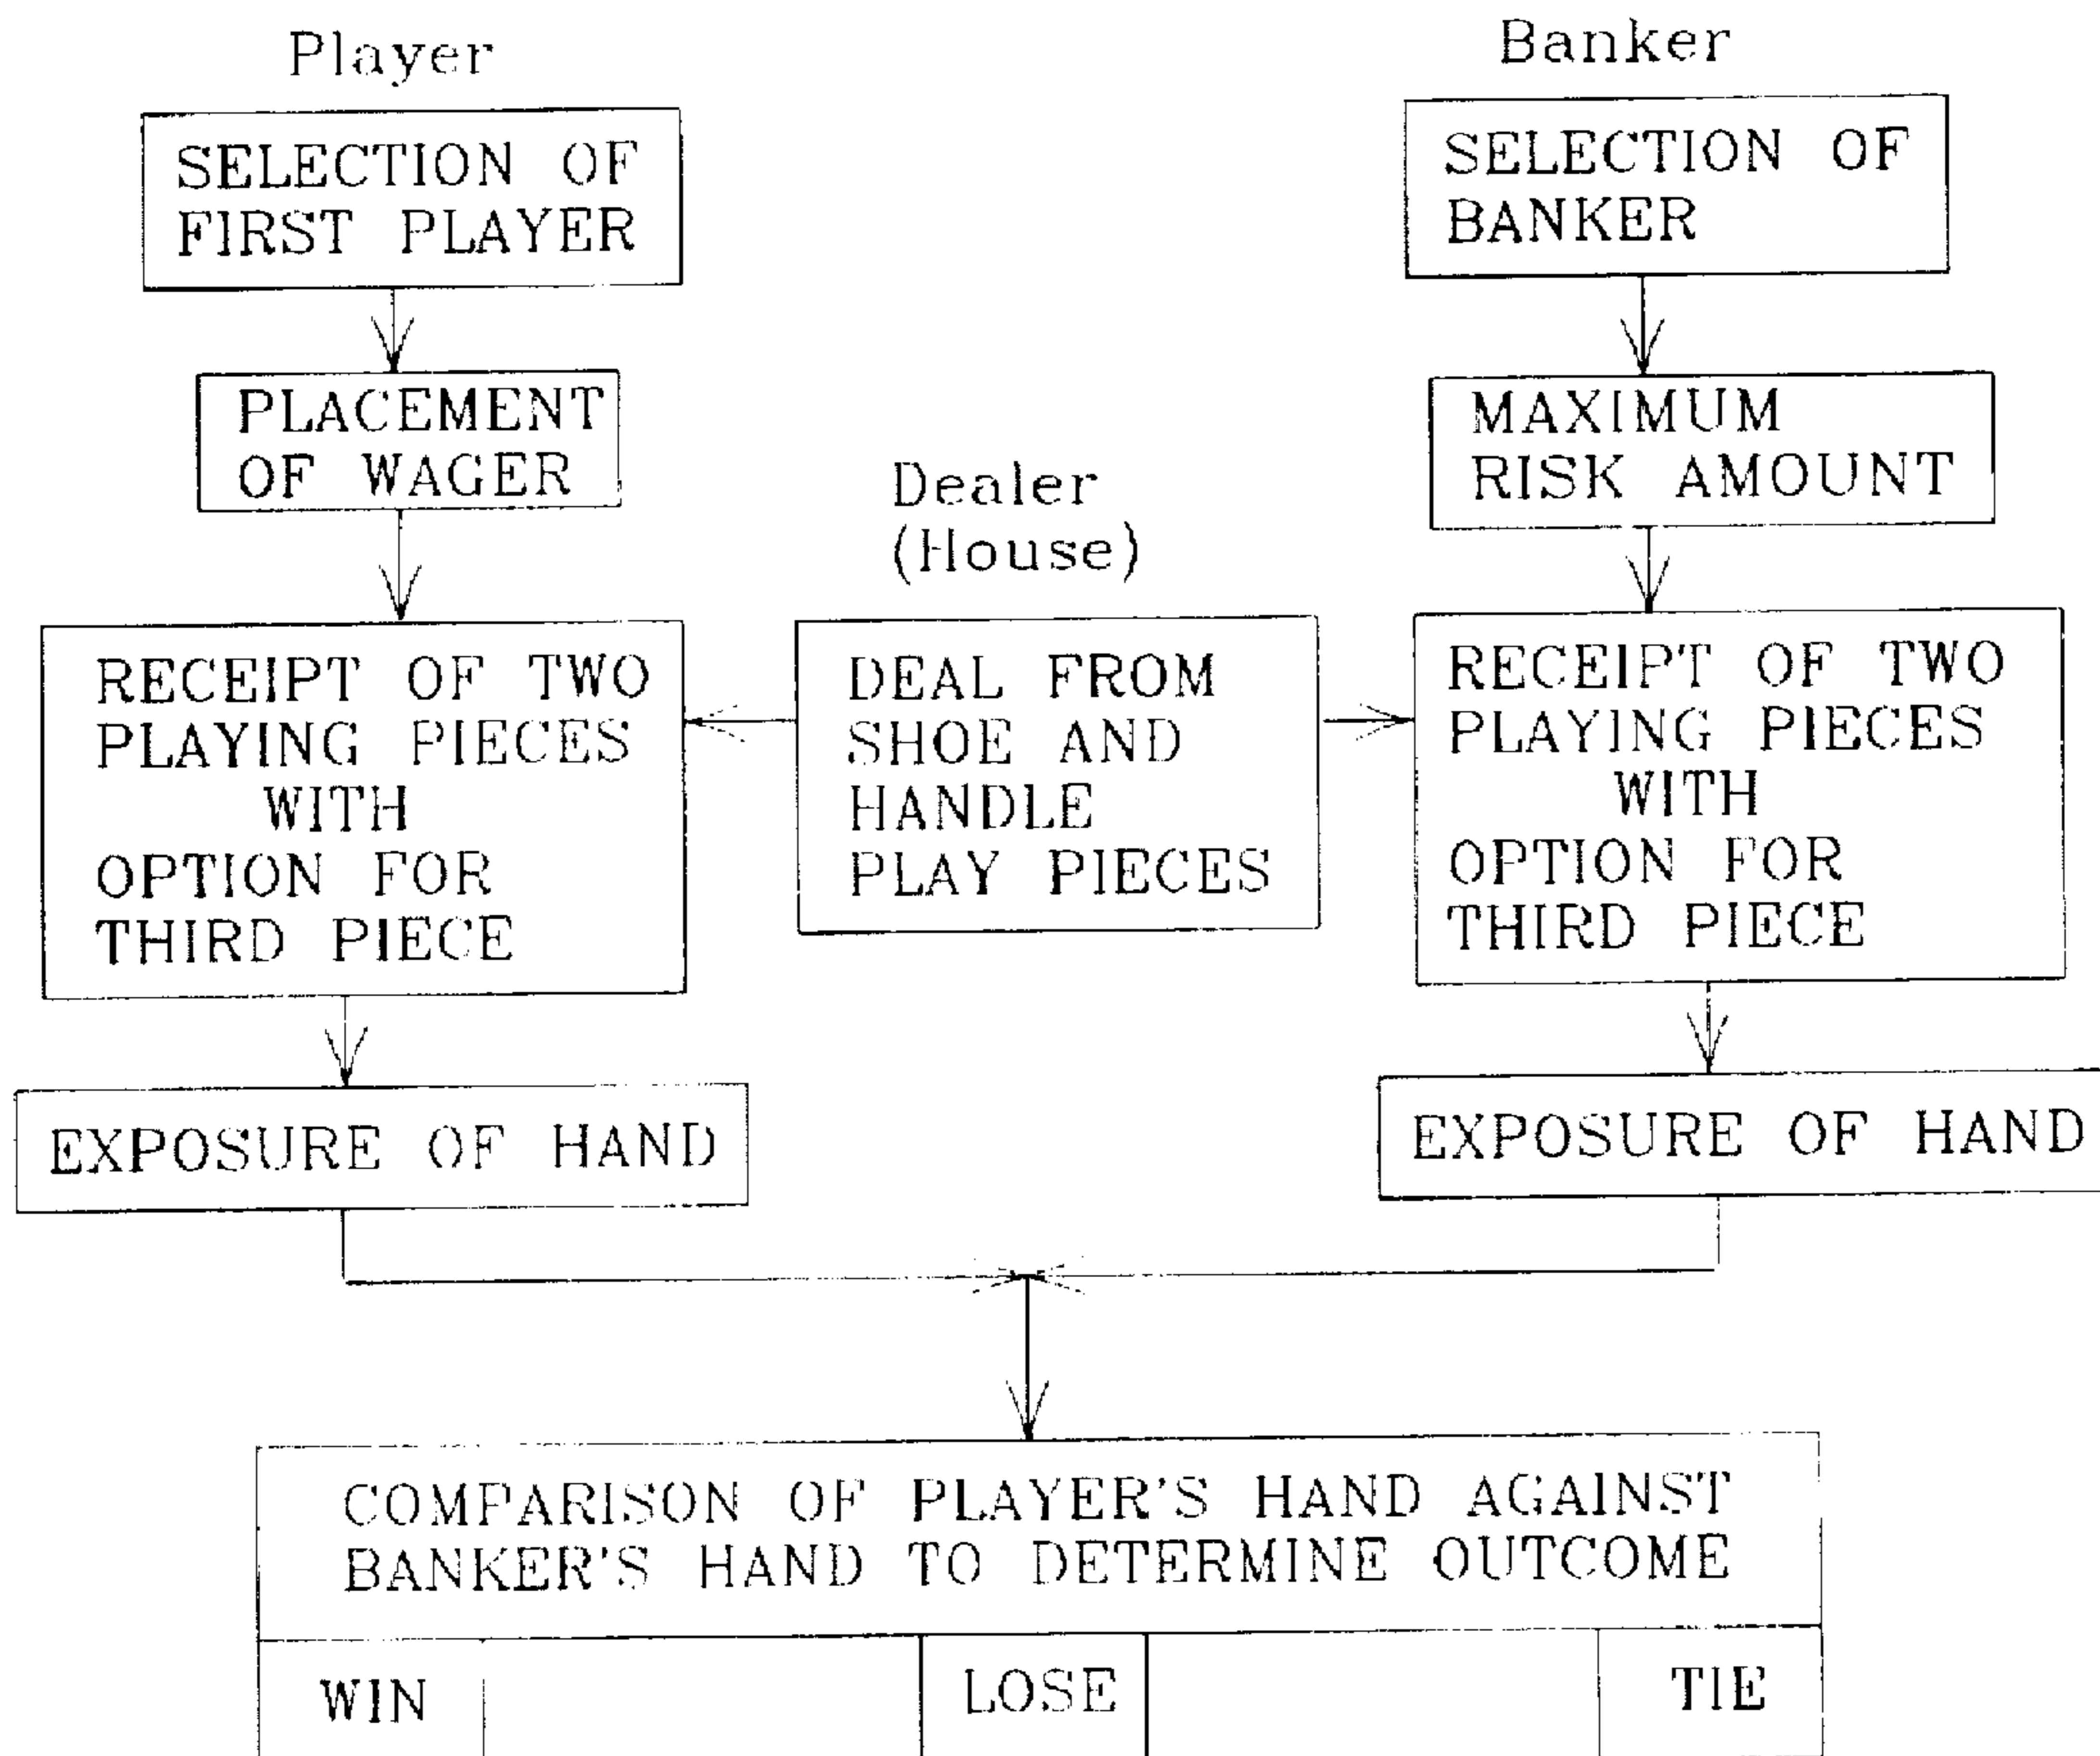 Player
SELECTION OF
FIRST PLAYER
PLACEMENT
OF WAGER
RECEIPT OF TWO
PLAYING PIECES
WITH
OPTION FOR
THIRD PIECE
EXPOSURE OF HAND
Dealer
(House)
DEAL FROM
SHOE AND
HANDLE
PLAY PIECES
Banker
SELECTION OF
BANKER
MAXIMUM
RISK AMOUNT
RECEIPT OF TWO
PLAYING PIECES
WITH
OPTION FOR
THIRD PIECE
EXPOSURE OF HAND
COMPARISON OF PLAYER'S HAND AGAINST
BANKER'S HAND TO DETERMINE OUTCOME
WIN
LOSE
TIE